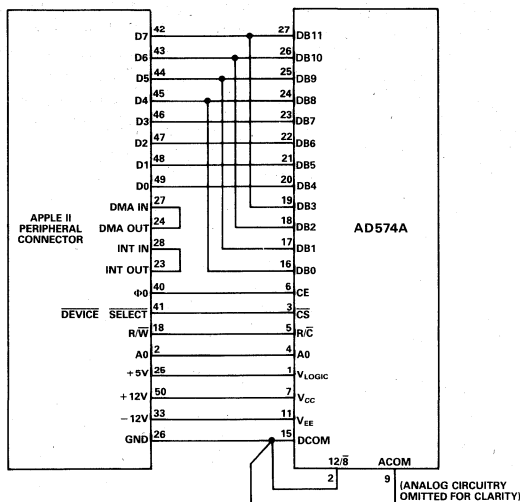 D7 42 27 DB11
D6 43 26 DB10
D5 44 25 DB9
D4 45 24 DB8
D3 46 23 DB7
D2 47 22 DB6
D1 48 21 DB5
D0 49 20 DB4
DMA IN 27 19 DB3
DMA OUT 24 18 DB2
APPLE II
PERIPHERAL
CONNECTOR
AD574A
INT IN 28 17 DB1
INT OUT 23 16 DB0
Φ0 40 6 CE
DEVICE SELECT 41 3 CS
R/W 18 5 R/C
A0 2 4 A0
+5V 26 1 VLOGIC
+12V 50 7 VCC
−12V 33 11 VEE
GND 26 15 DCOM
12/8 ACOM
2 9
(ANALOG CIRCUITRY
OMITTED FOR CLARITY)